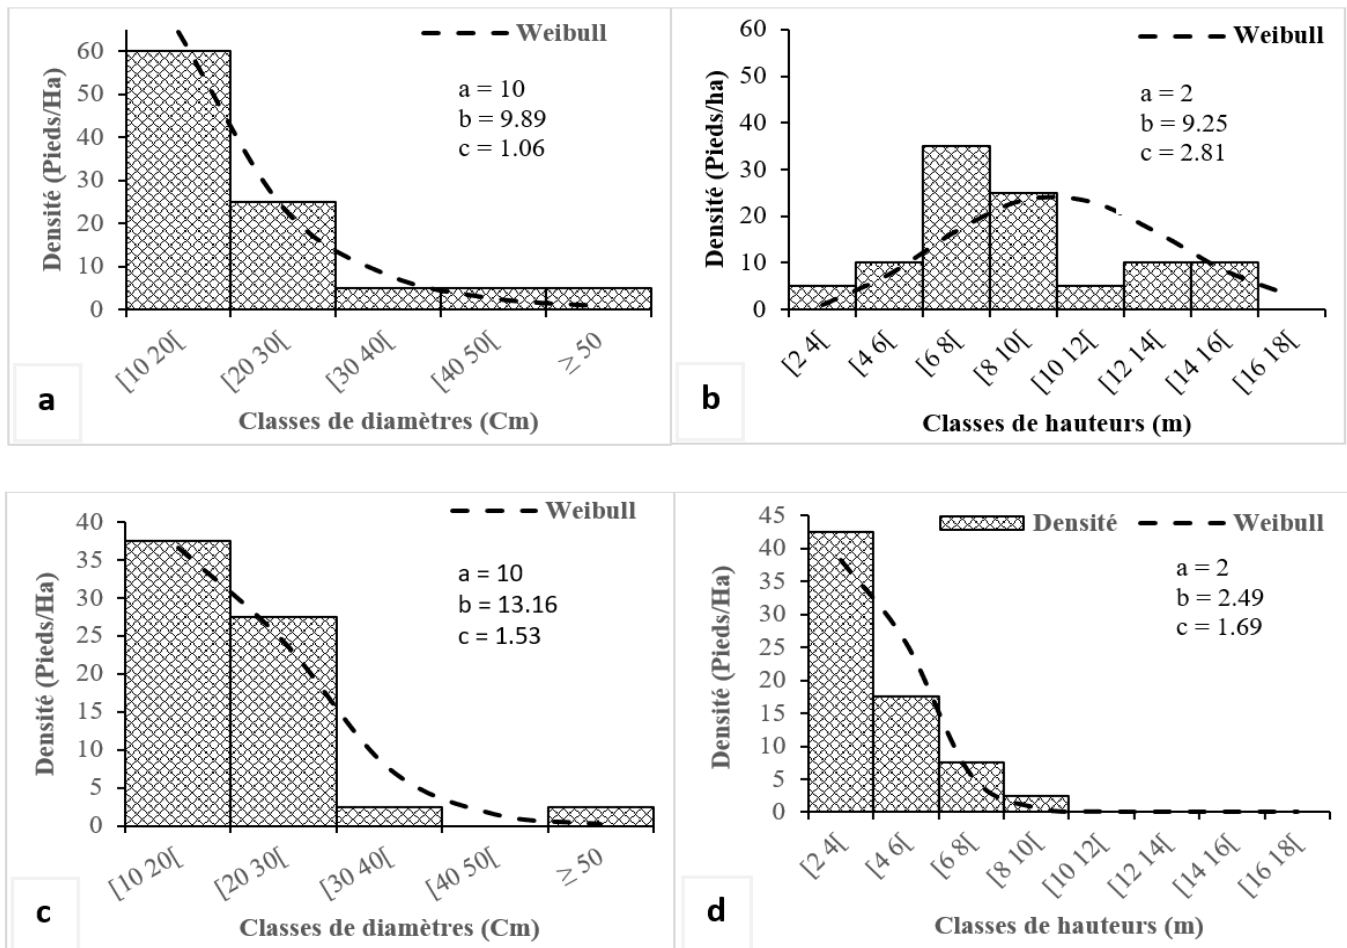 Weibull
a = 10
b = 9.89
c = 1.06
60
50
40
30
20
10
0
Densité (Pieds/Ha)
[10 20[
[20 30[
[30 40[
[40 50[
≥ 50
Classes de diamètres (Cm)
a
Weibull
a = 2
b = 9.25
c = 2.81
60
50
40
30
20
10
0
Densité (Pieds/ha)
[2 4[
[4 6[
[6 8[
[8 10[
[10 12[
[12 14[
[14 16[
[16 18[
Classes de hauteurs (m)
b
Weibull
a = 10
b = 13.16
c = 1.53
40
35
30
25
20
15
10
5
0
Densité (Pieds/Ha)
[10 20[
[20 30[
[30 40[
[40 50[
≥ 50
Classes de diamètres (Cm)
c
Densité
Weibull
a = 2
b = 2.49
c = 1.69
45
40
35
30
25
20
15
10
5
0
Densité (Pieds/Ha)
[2 4[
[4 6[
[6 8[
[8 10[
[10 12[
[12 14[
[14 16[
[16 18[
Classes de hauteurs (m)
d